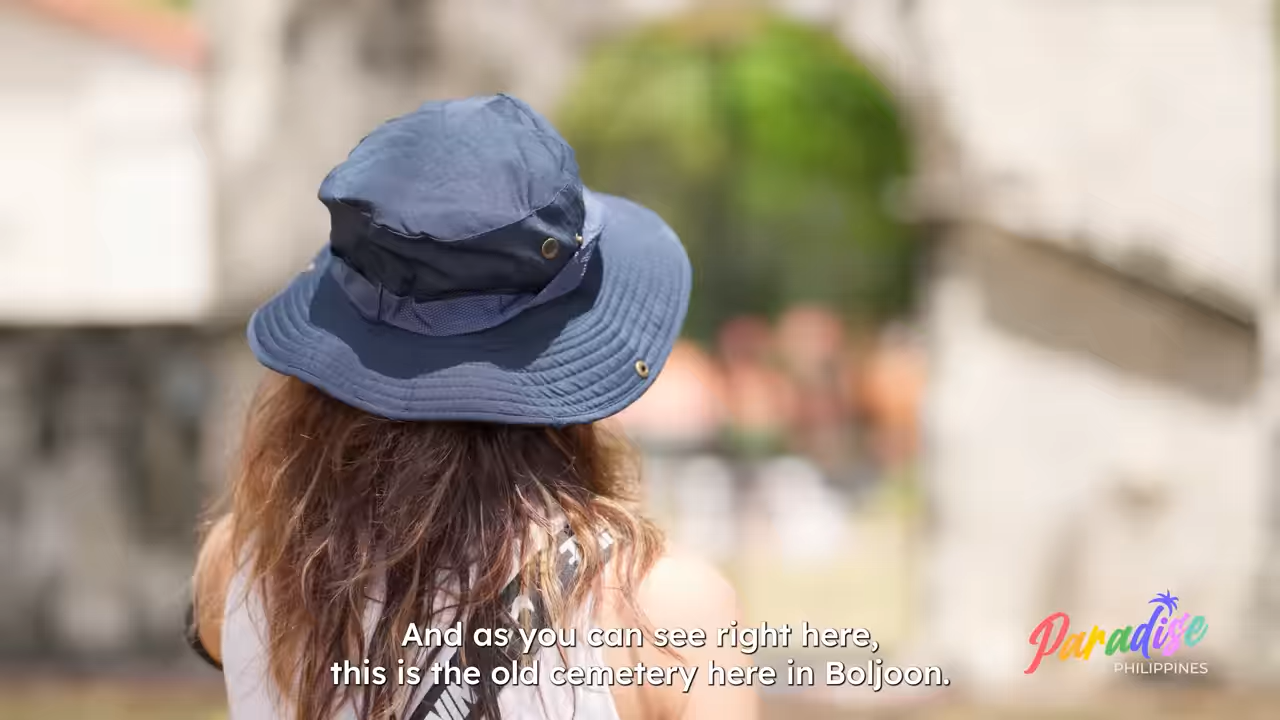 And as you can see right here,
this is the old cemetery here in Boljoon.
Paradise
PHILIPPINES